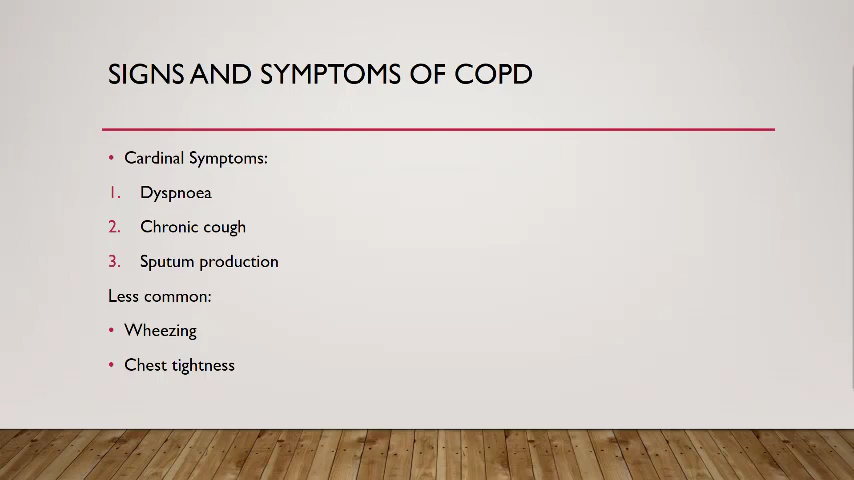 SIGNS AND SYMPTOMS OF COPD
• Cardinal Symptoms:
1. Dyspnoea
2. Chronic cough
3. Sputum production
Less common:
• Wheezing
• Chest tightness